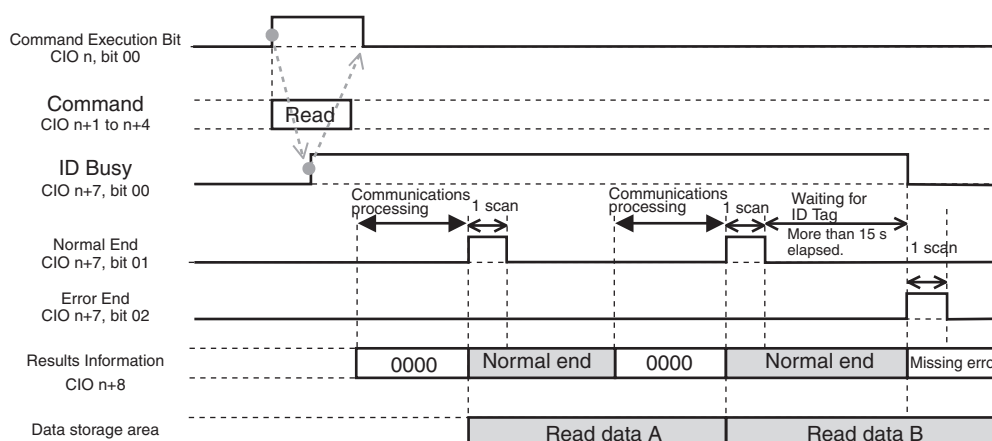 Command Execution Bit
CIO n, bit 00
Command
CIO n+1 to n+4
Read
ID Busy
CIO n+7, bit 00
Communications
processing
1 scan
Communications
processing
1 scan
Waiting for
ID Tag
More than 15 s
elapsed.
Normal End
CIO n+7, bit 01
1 scan
Error End
CIO n+7, bit 02
Results Information
CIO n+8
0000
Normal end
0000
Normal end
Missing error
Data storage area
Read data A
Read data B